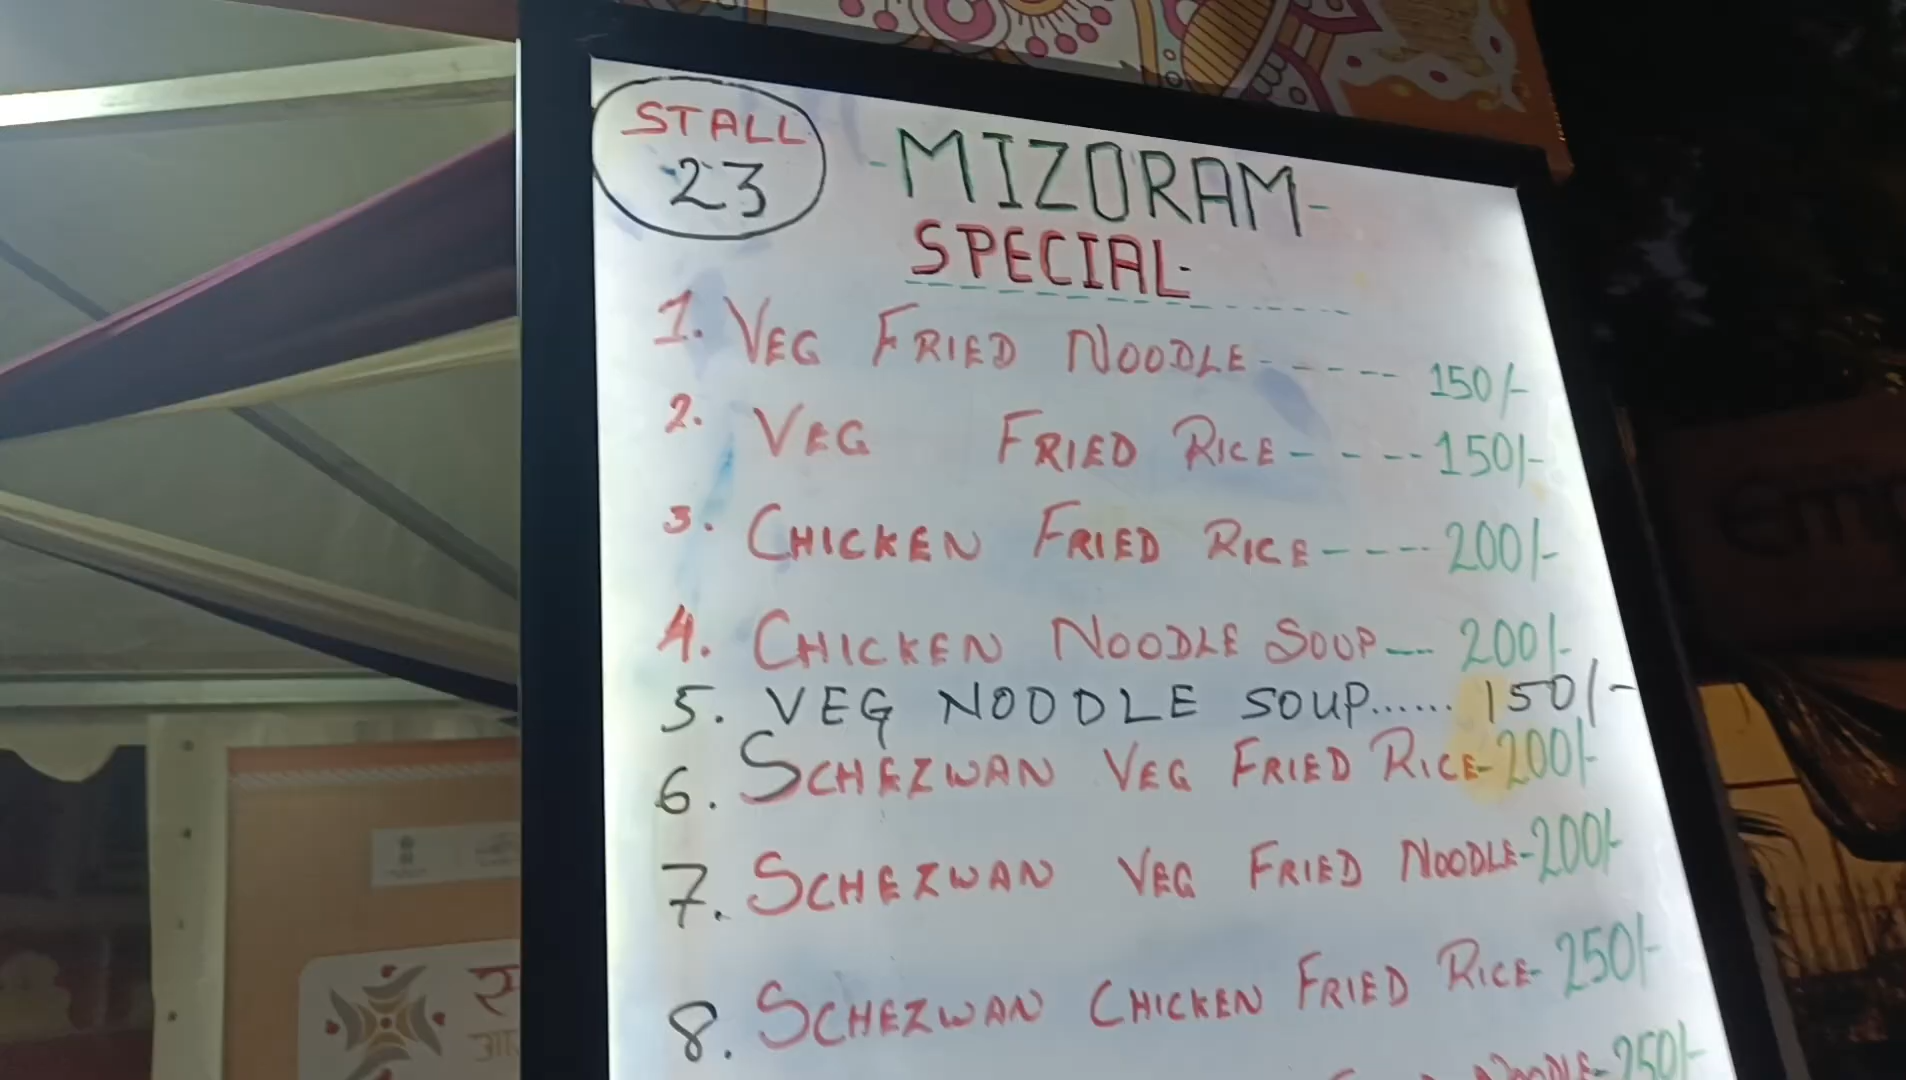 STALL
23
-MIZORAM-
SPECIAL-
1. VEG FRIED NOODLE----- 150/-
2. VEG FRIED RICE- - --- 150/-
3. CHICKEN FRIED RICE---- 200/-
4. CHICKEN NOODLE SOUP--- 200/-
5. VEG NOODLE SOUP...... 150/-
6. SCHEZWAN VEG FRIED RICE-200/-
7. SCHEZWAN VEG FRIED NOODLE-200/-
8. SCHEZWAN CHICKEN FRIED RICE- 250/-
NOODLE-250/-